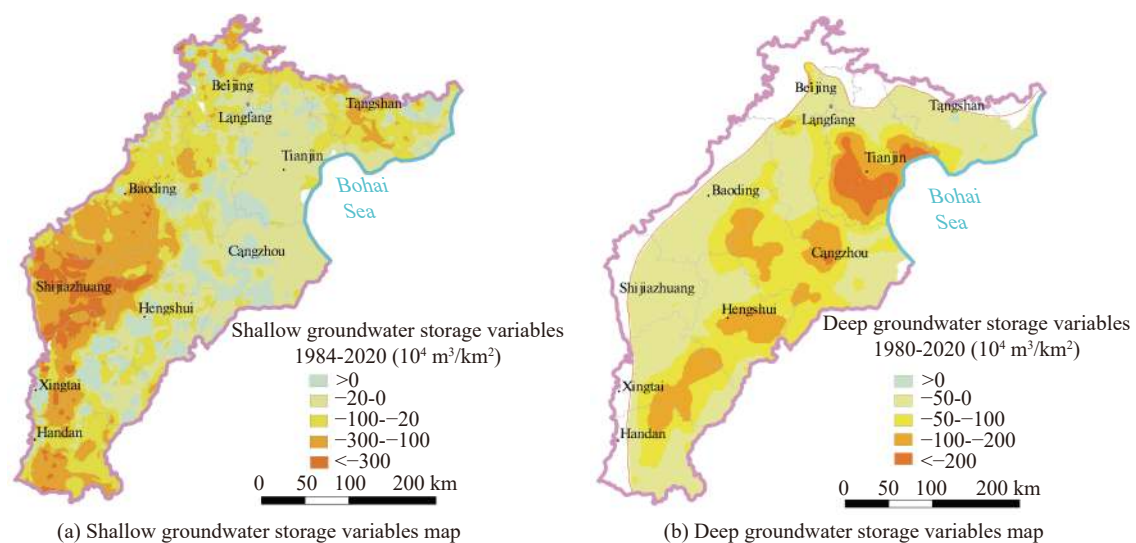 Beijing
Langfang
Tangshan
Tianjin
Baoding
Bohai
Sea
Cangzhou
Shijiazhuang
Hengshui
Xingtai
Handan
Shallow groundwater storage variables
1984-2020 (10⁴ m³/km²)
>0
−20-0
−100-−20
−300-−100
<−300
0 50 100 200 km
(a) Shallow groundwater storage variables map
Beijing
Langfang
Tangshan
Tianjin
Baoding
Bohai
Sea
Cangzhou
Shijiazhuang
Hengshui
Xingtai
Handan
Deep groundwater storage variables
1980-2020 (10⁴ m³/km²)
>0
−50-0
−50-−100
−100-−200
<−200
0 50 100 200 km
(b) Deep groundwater storage variables map